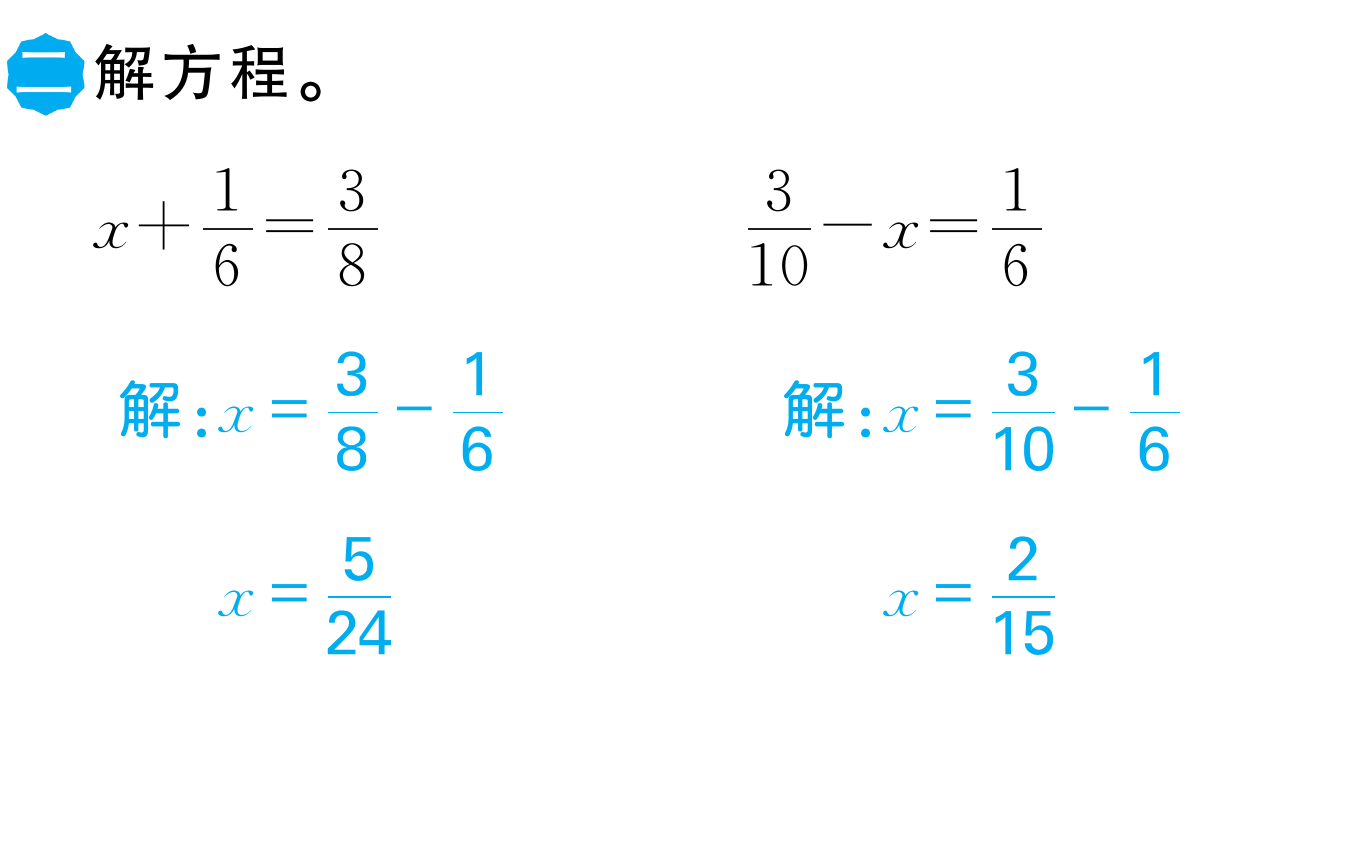 二 解方程。
x + 1/6 = 3/8
3/10 − x = 1/6
解：x = 3/8 − 1/6
解：x = 3/10 − 1/6
x = 5/24
x = 2/15